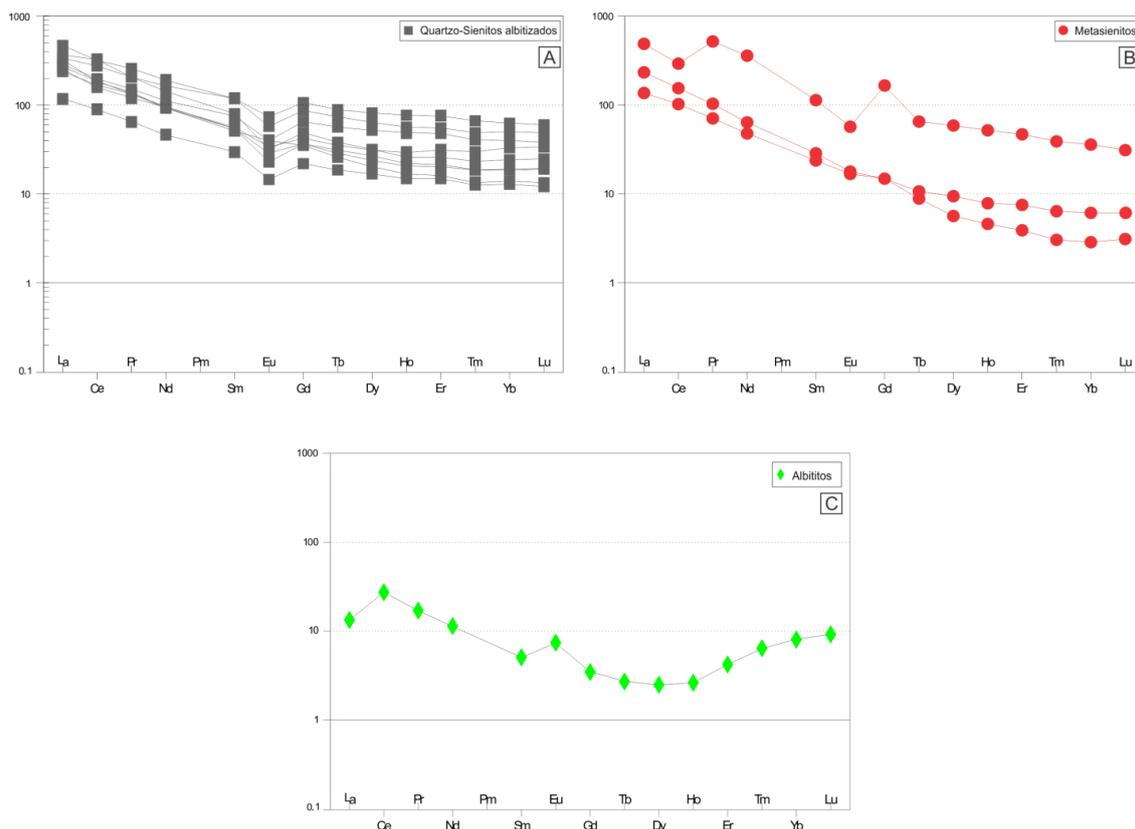 1000
Quartzo-Sienitos albitizados
A
100
10
1
0.1
La Pr Pm Eu Tb Ho Tm Lu
Ce Nd Sm Gd Dy Er Yb
1000
Metasienitos
B
100
10
1
0.1
La Pr Pm Eu Tb Ho Tm Lu
Ce Nd Sm Gd Dy Er Yb
1000
Albititos
C
100
10
1
0.1
La Pr Pm Eu Tb Ho Tm Lu
Ce Nd Sm Gd Dy Er Yb